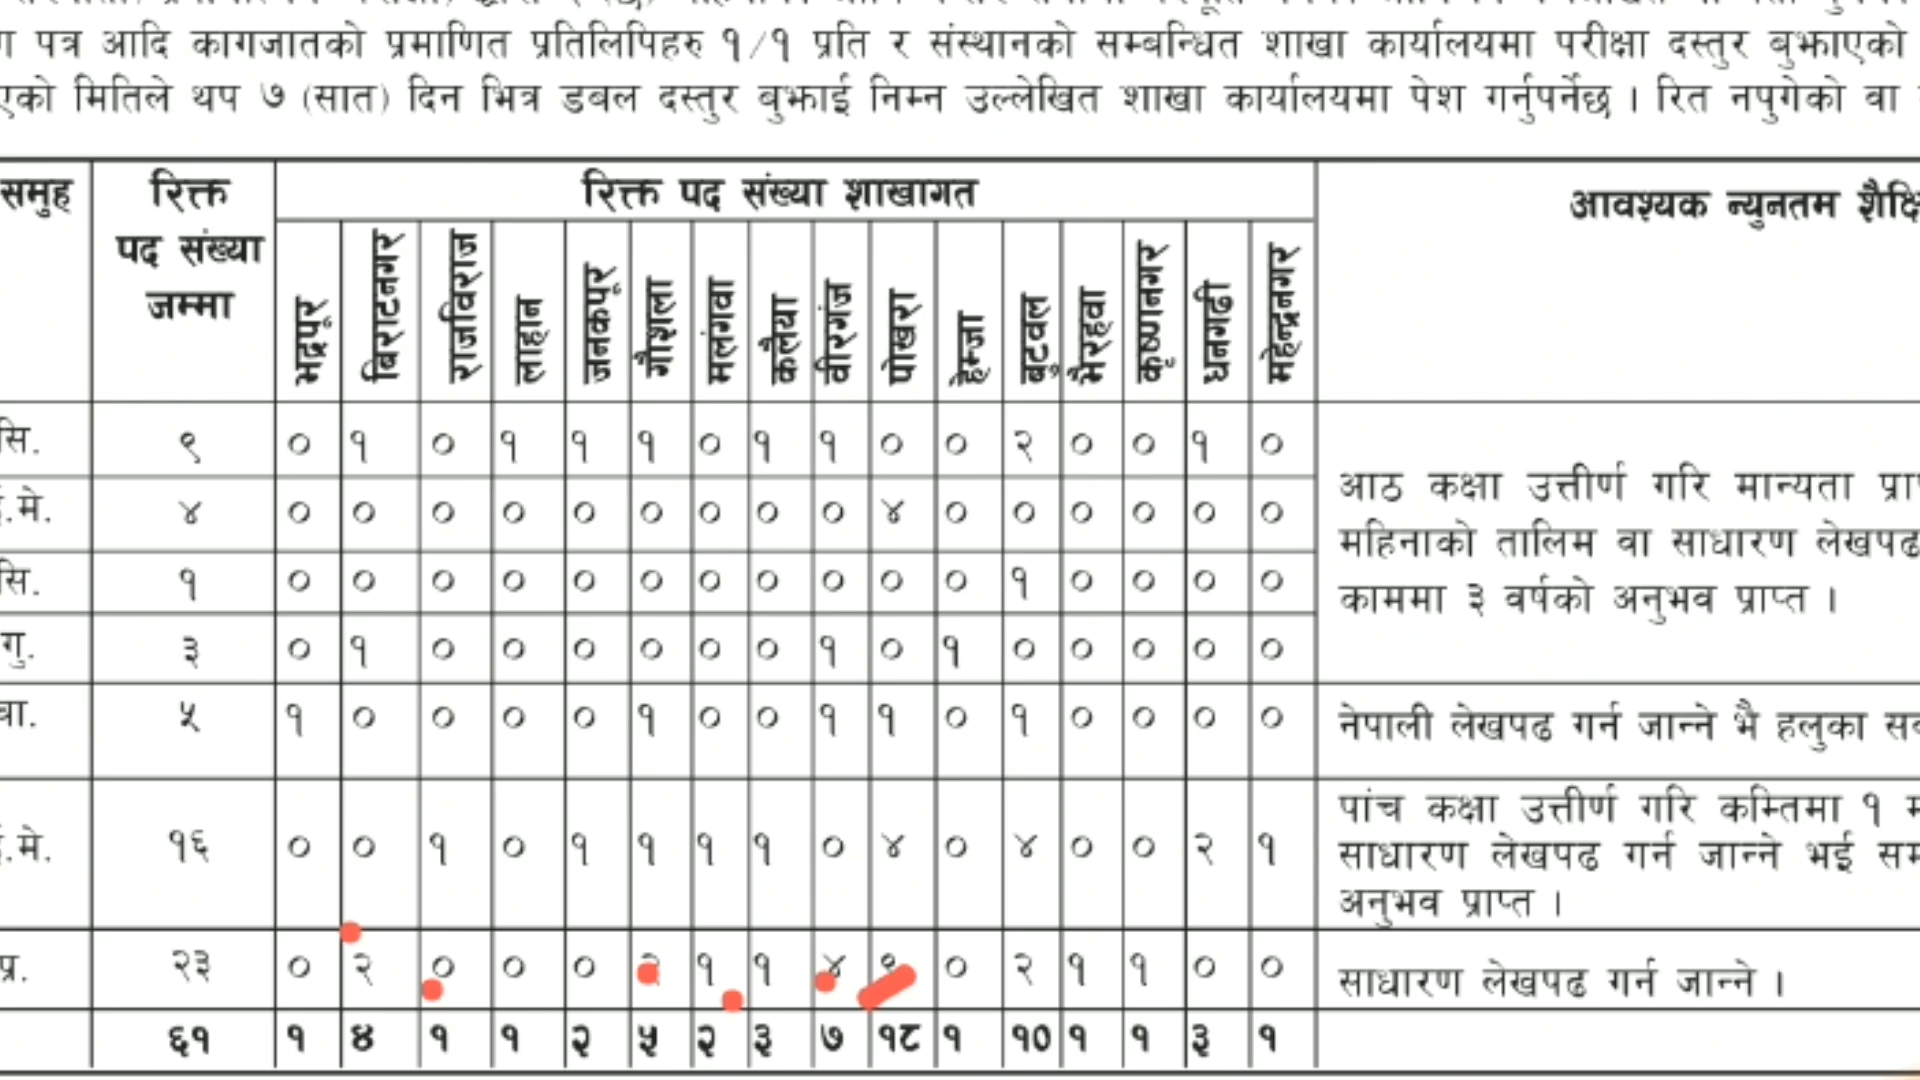 पत्र आदि कागजातको प्रमाणित प्रतिलिपिहरु १/१ प्रति र संस्थानको सम्बन्धित शाखा कार्यालयमा परीक्षा दस्तुर बुझाएको
एको मितिले थप ७ (सात) दिन भित्र डबल दस्तुर बुझाई निम्न उल्लेखित शाखा कार्यालयमा पेश गर्नुपर्नेछ । रित नपुगेको वा
समुह रिक्त पद संख्या जम्मा रिक्त पद संख्या शाखागत आवश्यक न्युनतम शैक्षि
भद्रपूर बिराटनगर राजविराज लाहान जनकपूर गौशला मलंगवा कलैया वीरगंज पोखरा हेम्जा बुटवल भैरहवा कृष्णनगर धनगढी महेन्द्रनगर
सि. ९ ० १ ० १ १ १ ० १ १ ० ० २ ० ० १ ०
.मे. ४ ० ० ० ० ० ० ० ० ० ४ ० ० ० ० ० ०
सि. १ ० ० ० ० ० ० ० ० ० ० ० १ ० ० ० ०
गु. ३ ० १ ० ० ० ० ० ० १ ० १ ० ० ० ० ०
आठ कक्षा उत्तीर्ण गरि मान्यता
महिनाको तालिम वा साधारण लेखपढ
काममा ३ वर्षको अनुभव प्राप्त ।
वा. ५ १ ० ० ० ० १ ० ० १ १ ० १ ० ० ० ० नेपाली लेखपढ गर्न जान्ने भै हलुका
.मे. १६ ० ० १ ० १ १ १ १ ० ४ ० ४ ० ० २ १
पांच कक्षा उत्तीर्ण गरि कम्तिमा १
साधारण लेखपढ गर्न जान्ने भई
अनुभव प्राप्त ।
प्र. २३ ० २ ० ० ० २ १ १ ४ ९ ० २ १ १ ० ० साधारण लेखपढ गर्न जान्ने ।
६१ १ ४ १ १ २ ५ २ ३ ७ १८ १ १० १ १ ३ १